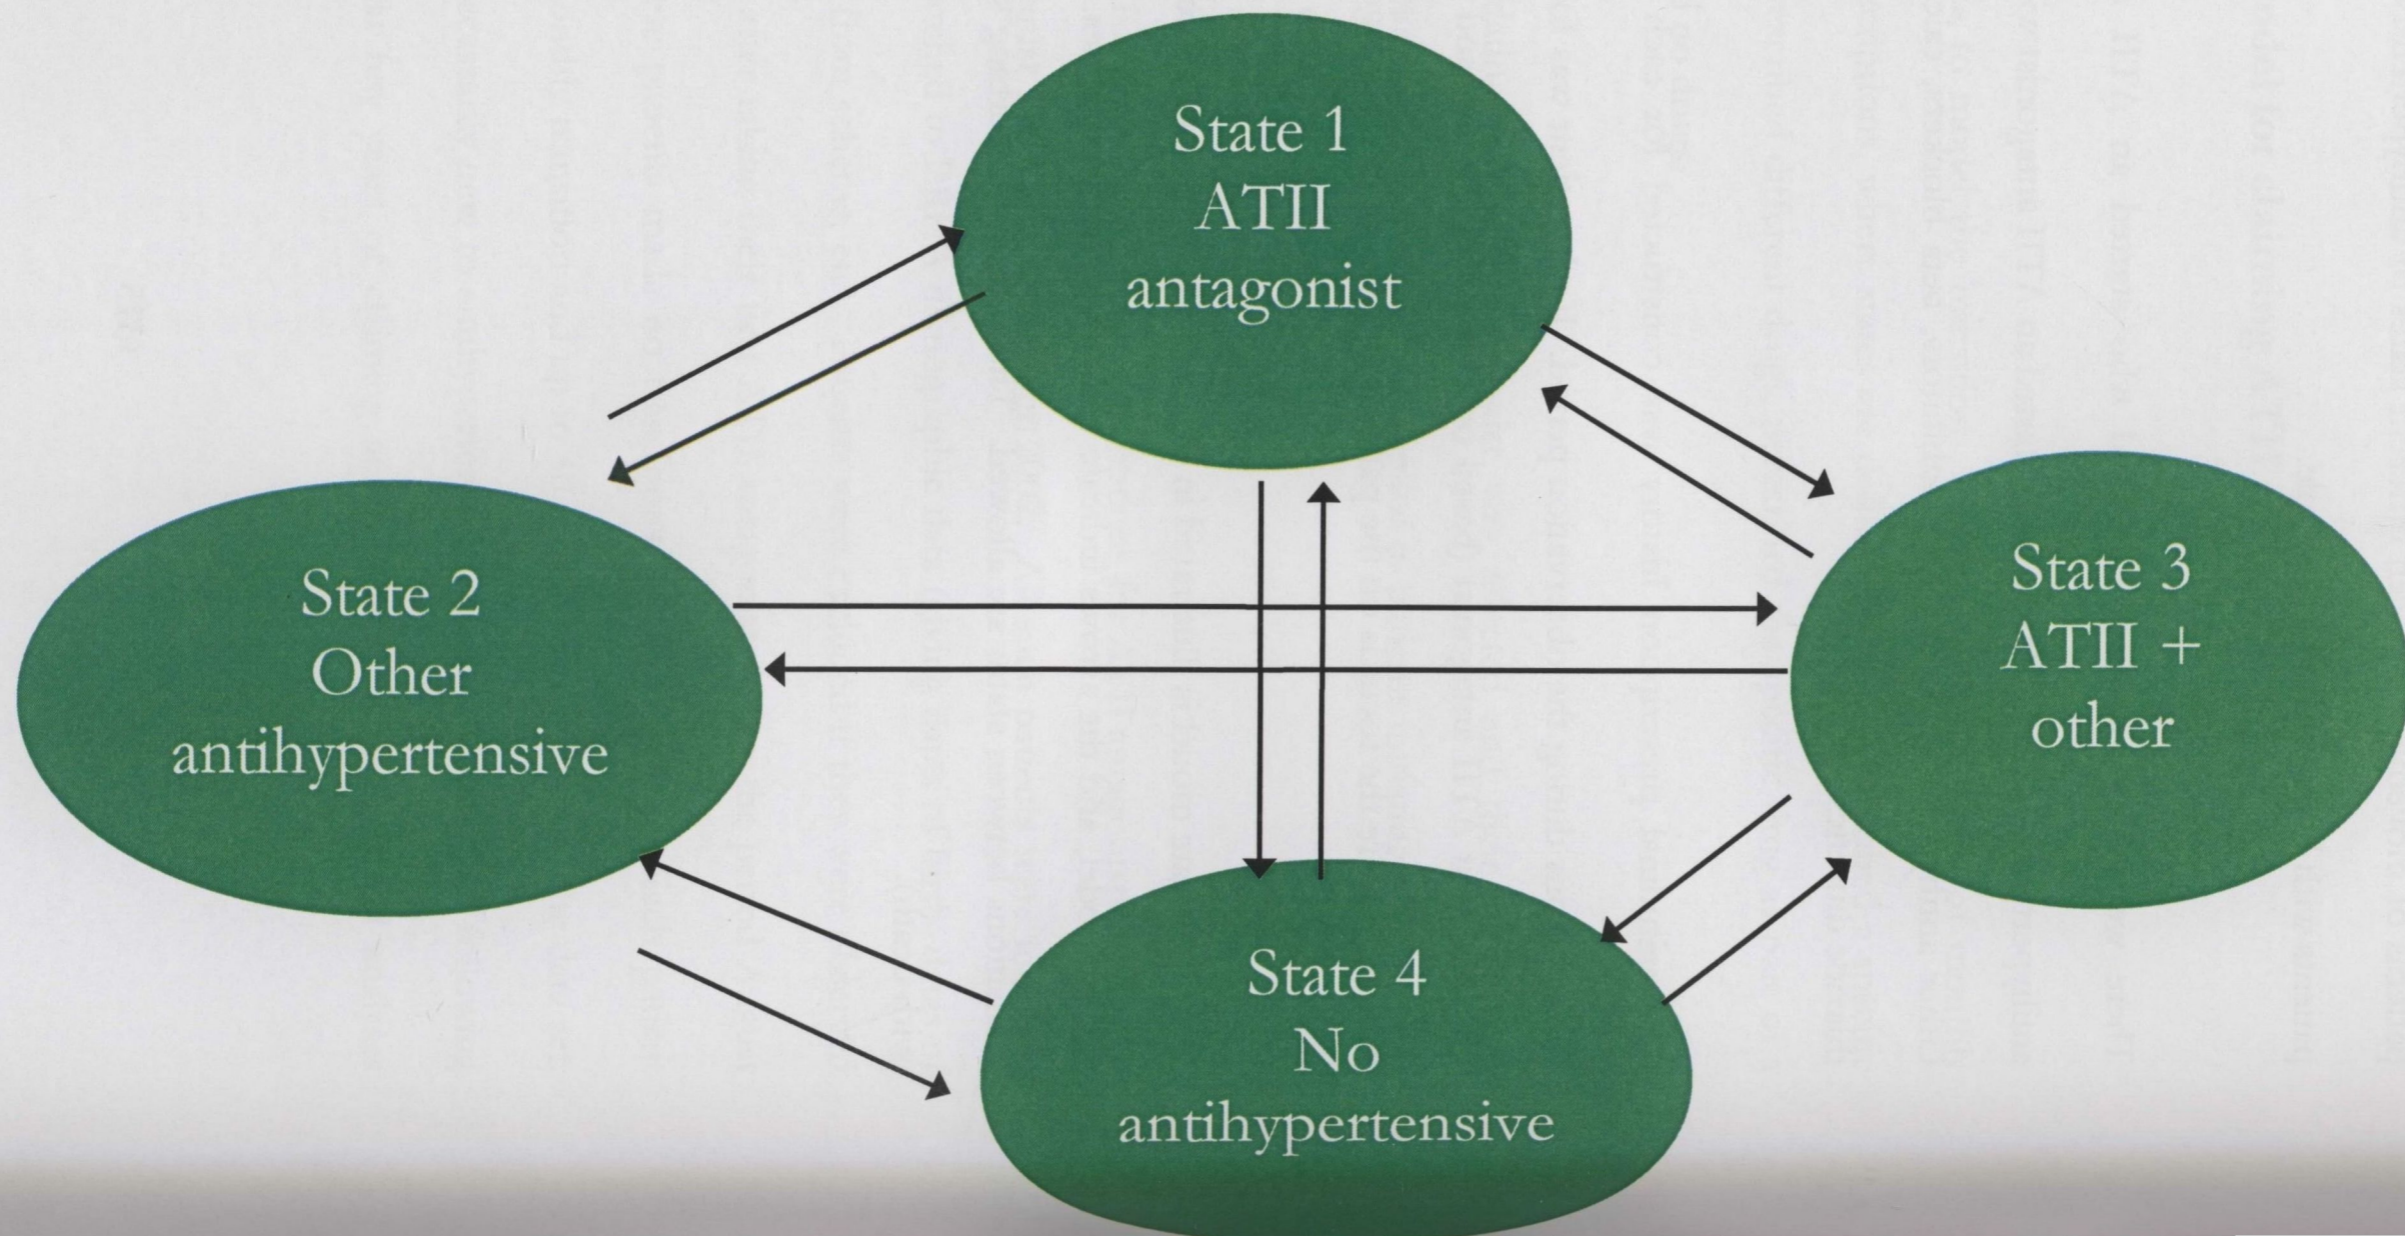 State 1
ATII
antagonist
State 2
Other
antihypertensive
State 3
ATII +
other
State 4
No
antihypertensive